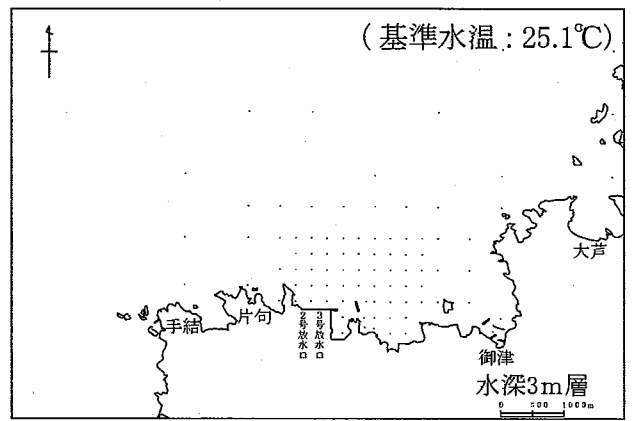 (基準水温:25.1℃)
大芦
手結
片句
2号放水口
3号放水口
御津
水深3m層
0 500 1000m